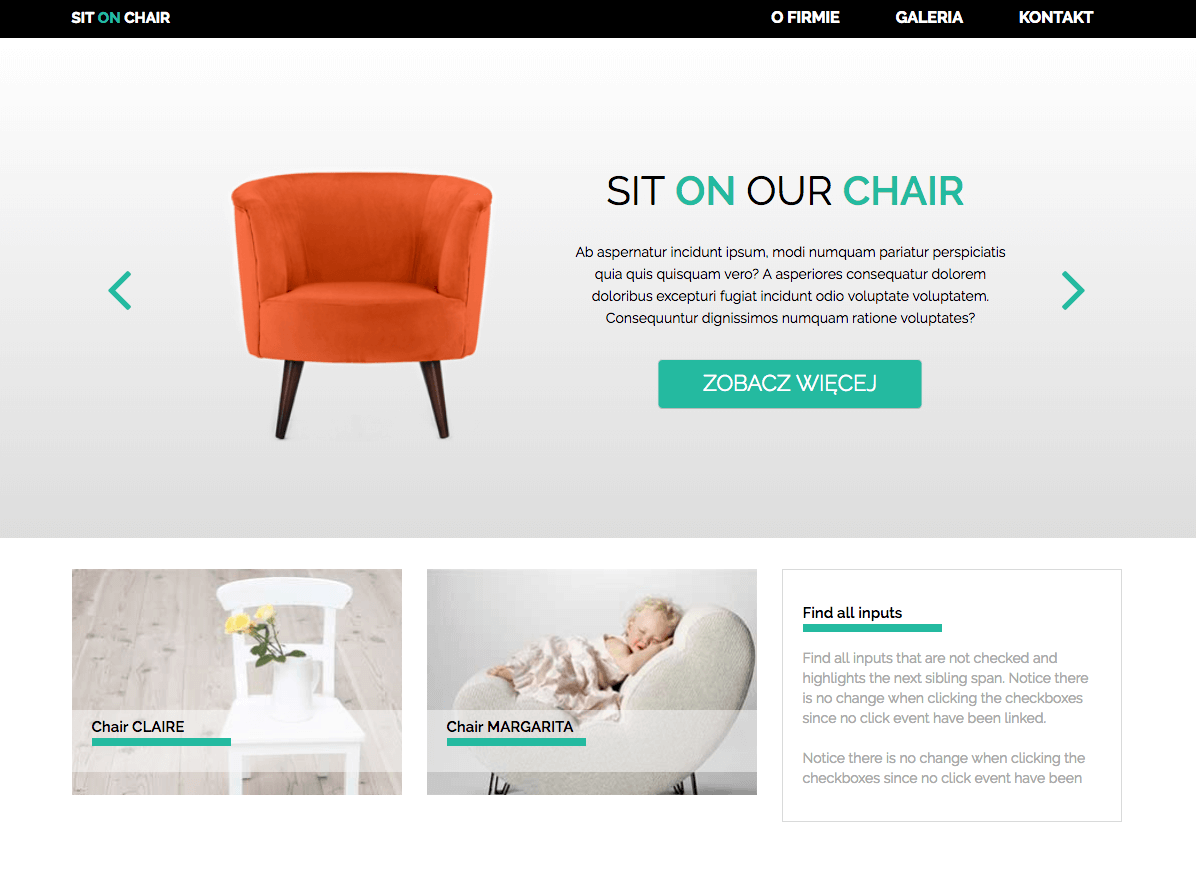 SIT ON CHAIR
O FIRMIE
GALERIA
KONTAKT
SIT ON OUR CHAIR
Ab aspernatur incidunt ipsum, modi numquam pariatur perspiciatis
quia quis quisquam vero? A asperiores consequatur dolorem
doloribus excepturi fugiat incidunt odio voluptate voluptatem.
Consequuntur dignissimos numquam ratione voluptates?
ZOBACZ WIĘCEJ
Chair CLAIRE
Chair MARGARITA
Find all inputs
Find all inputs that are not checked and
highlights the next sibling span. Notice there
is no change when clicking the checkboxes
since no click event have been linked.
Notice there is no change when clicking the
checkboxes since no click event have been